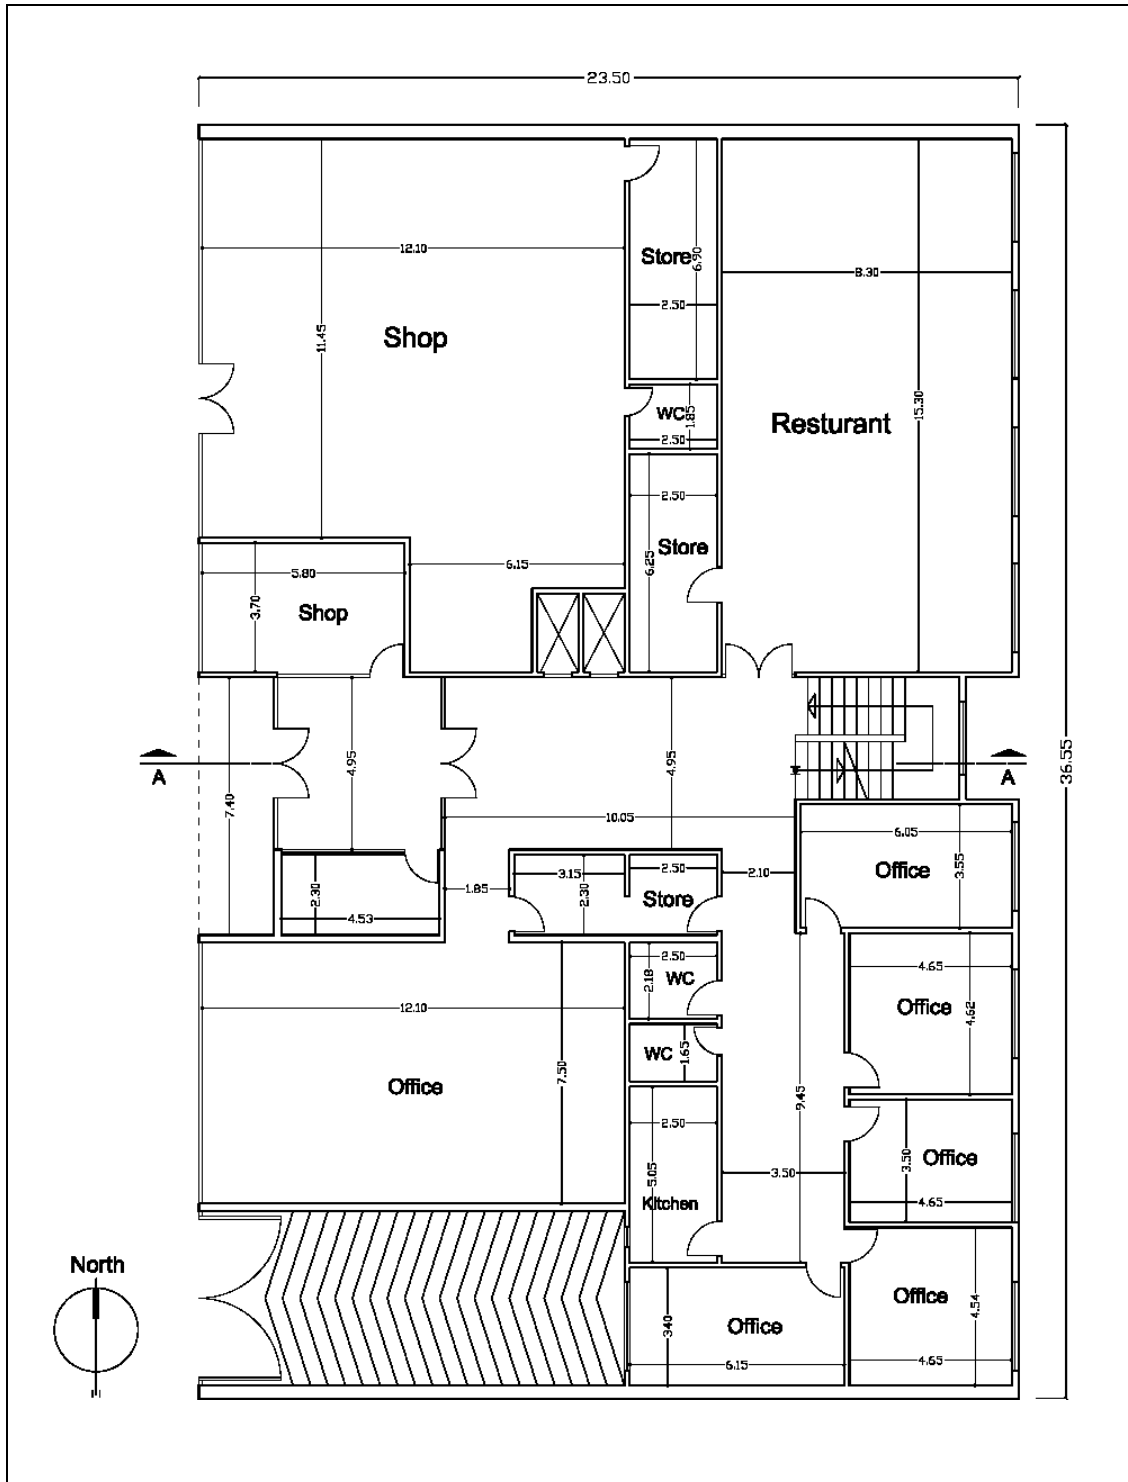 23.50
12.10
11.45
Shop
Store
6.90
2.50
8.30
15.30
Resturant
WC
1.85
2.50
2.50
6.25
Store
6.15
5.80
3.70
Shop
4.95
4.95
7.40
A
A
36.55
10.05
6.05
3.55
Office
2.30
4.53
1.85
3.15
2.30
2.50
Store
2.10
2.50
2.18
WC
4.65
4.62
Office
12.10
7.50
Office
WC
1.65
9.45
2.50
5.05
Kitchen
3.50
3.50
Office
4.65
North
340
Office
6.15
Office
4.54
4.65